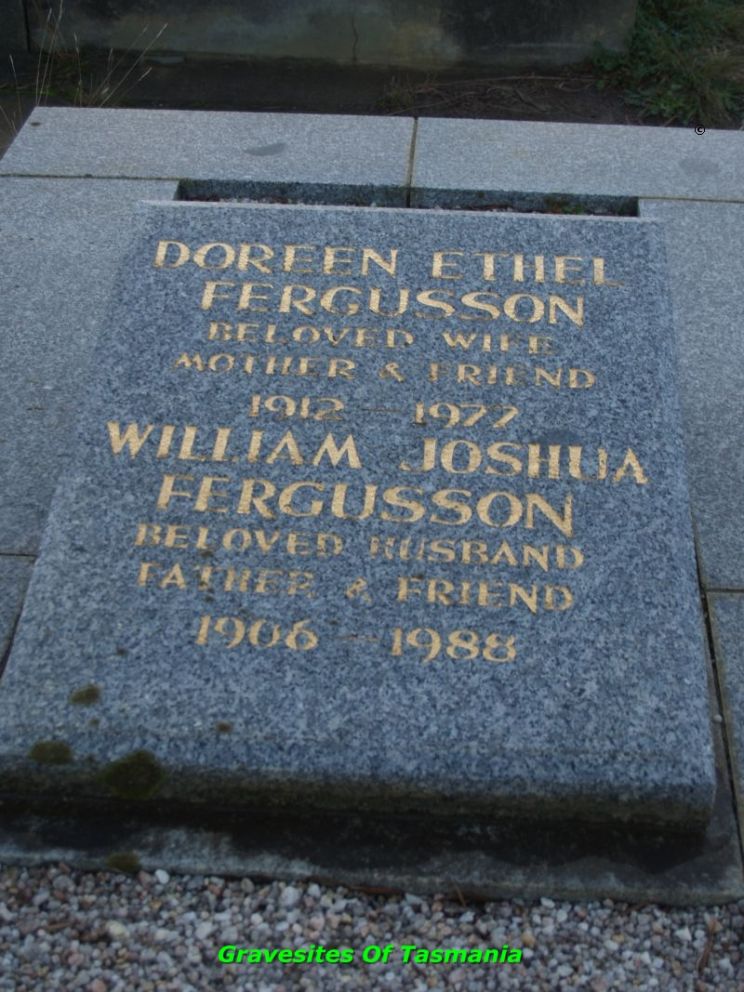 ©
DOREEN ETHEL
FERGUSSON
BELOVED WIFE
MOTHER & FRIEND
1912 — 1977
WILLIAM JOSHUA
FERGUSSON
BELOVED HUSBAND
FATHER & FRIEND
1906 — 1988
Gravesites Of Tasmania